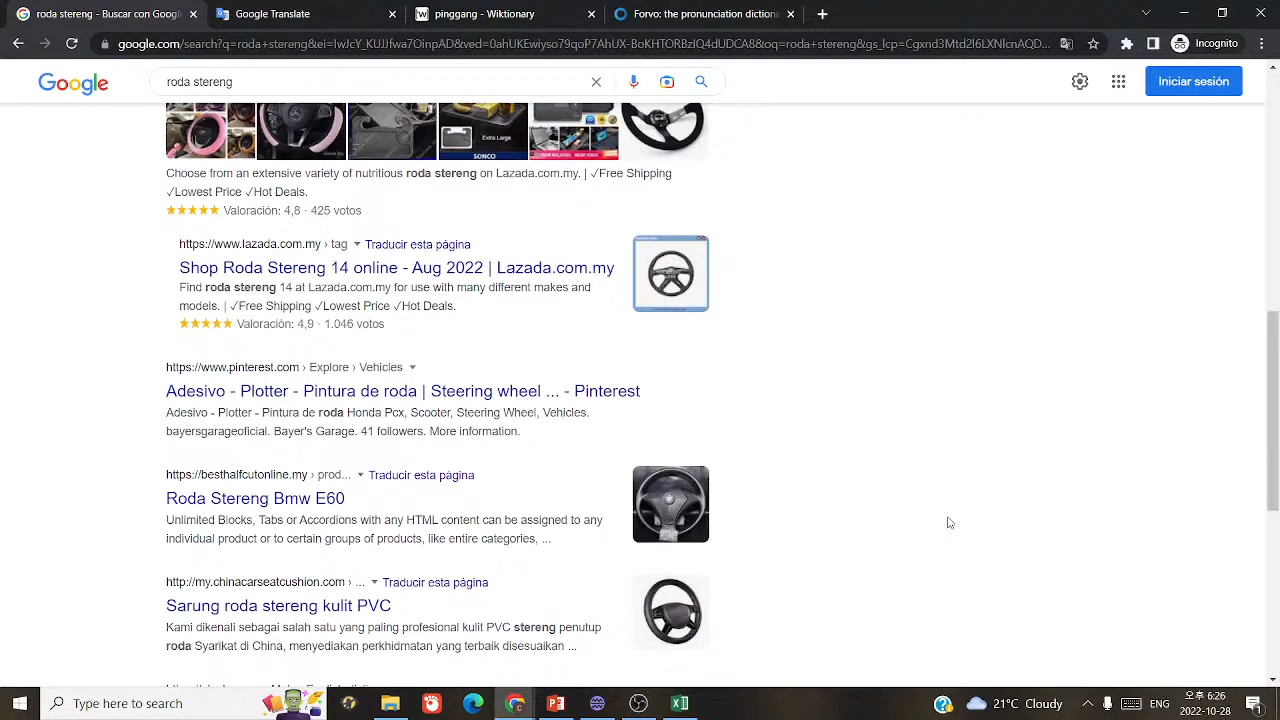 roda stereng - Buscar con Google
Google Translate
pinggang - Wiktionary
Forvo: the pronunciation dictiona
google.com/search?q=roda+stereng&ei=
Incognito
Google
roda stereng
Iniciar sesión
Extra Large
SONCO
READY STOCK
Choose from an extensive variety of nutritious roda stereng on Lazada.com.my. | ✓Free Shipping
✓Lowest Price ✓Hot Deals.
★★★★★ Valoración: 4,8 · 425 votos
https://www.lazada.com.my › tag Traducir esta página
Shop Roda Stereng 14 online - Aug 2022 | Lazada.com.my
Find roda stereng 14 at Lazada.com.my for use with many different makes and
models. | ✓Free Shipping ✓Lowest Price ✓Hot Deals.
★★★★★ Valoración: 4,9 · 1.046 votos
https://www.pinterest.com › Explore › Vehicles
Adesivo - Plotter - Pintura de roda | Steering wheel ... - Pinterest
Adesivo - Plotter - Pintura de roda Honda Pcx, Scooter, Steering Wheel, Vehicles.
bayersgarageoficial. Bayer's Garage. 41 followers. More information.
https://besthalfcutonline.my › prod... Traducir esta página
Roda Stereng Bmw E60
Unlimited Blocks, Tabs or Accordions with any HTML content can be assigned to any
individual product or to certain groups of products, like entire categories, ...
http://my.chinacarseatcushion.com › ... Traducir esta página
Sarung roda stereng kulit PVC
Kami dikenali sebagai salah satu yang paling profesional kulit PVC stereng penutup
roda Syarikat di China, menyediakan perkhidmatan yang terbaik disesuaikan ...
Type here to search
21°C Cloudy
오후 6:26
2022-10-28